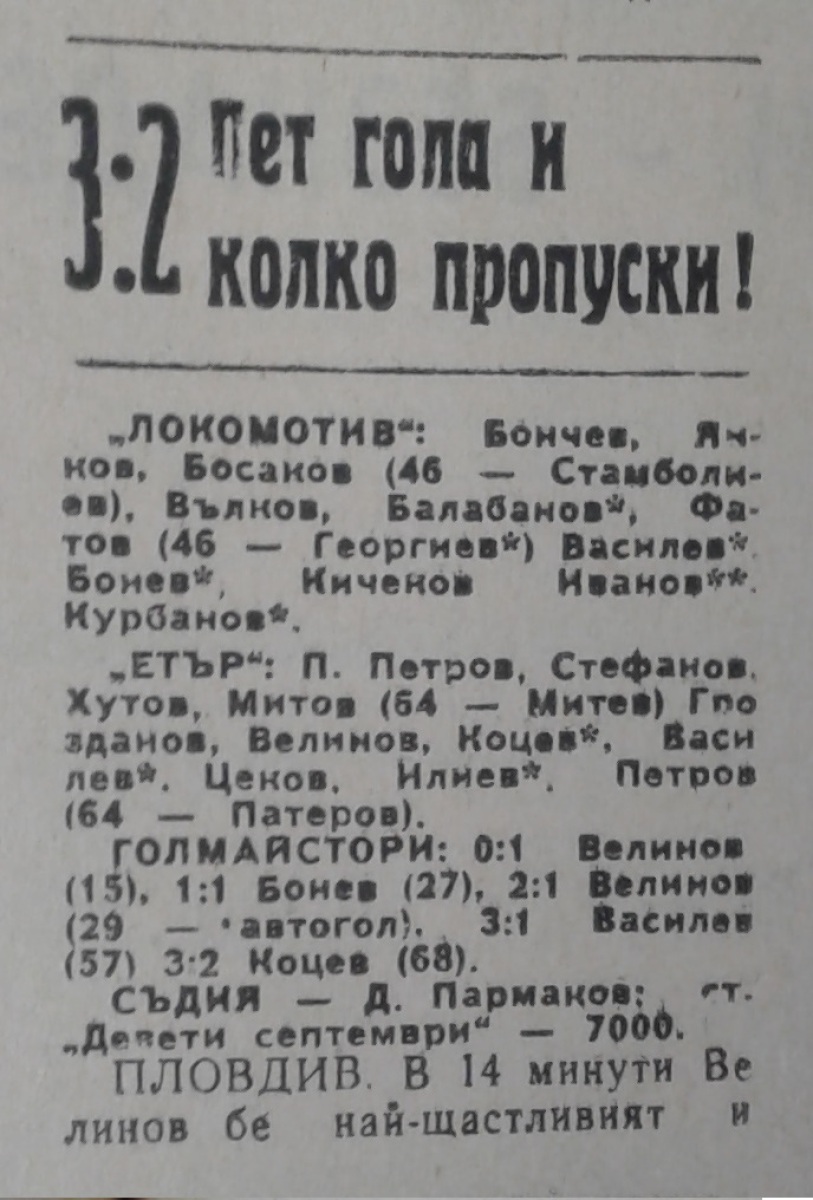 3:2 Пет гола и
колко пропуски!
„ЛОКОМОТИВ“: Бончев, Ян-
ков, Босаков (46 — Стамболи-
ев), Вълков, Балабанов*, Фа-
тов (46 — Георгиев*) Василев*.
Бонев*, Киченов Иванов**.
Курбанов*.
„ЕТЪР“: П. Петров, Стефанов.
Хутов, Митов (64 — Митев) Гво
зданов, Велинов, Коцев*, Васи
лев*. Цеков. Илиев*. Петров
(64 — Патеров).
ГОЛМАЙСТОРИ: 0:1 Велинов
(15), 1:1 Бонев (27), 2:1 Велинов
(29 — автогол). 3:1 Василев
(57) 3:2 Коцев (68).
СЪДИЯ — Д. Пармаков; ст.
„Девети септември“ — 7000.
ПЛОВДИВ. В 14 минути Ве
линов бе най-щастливият и